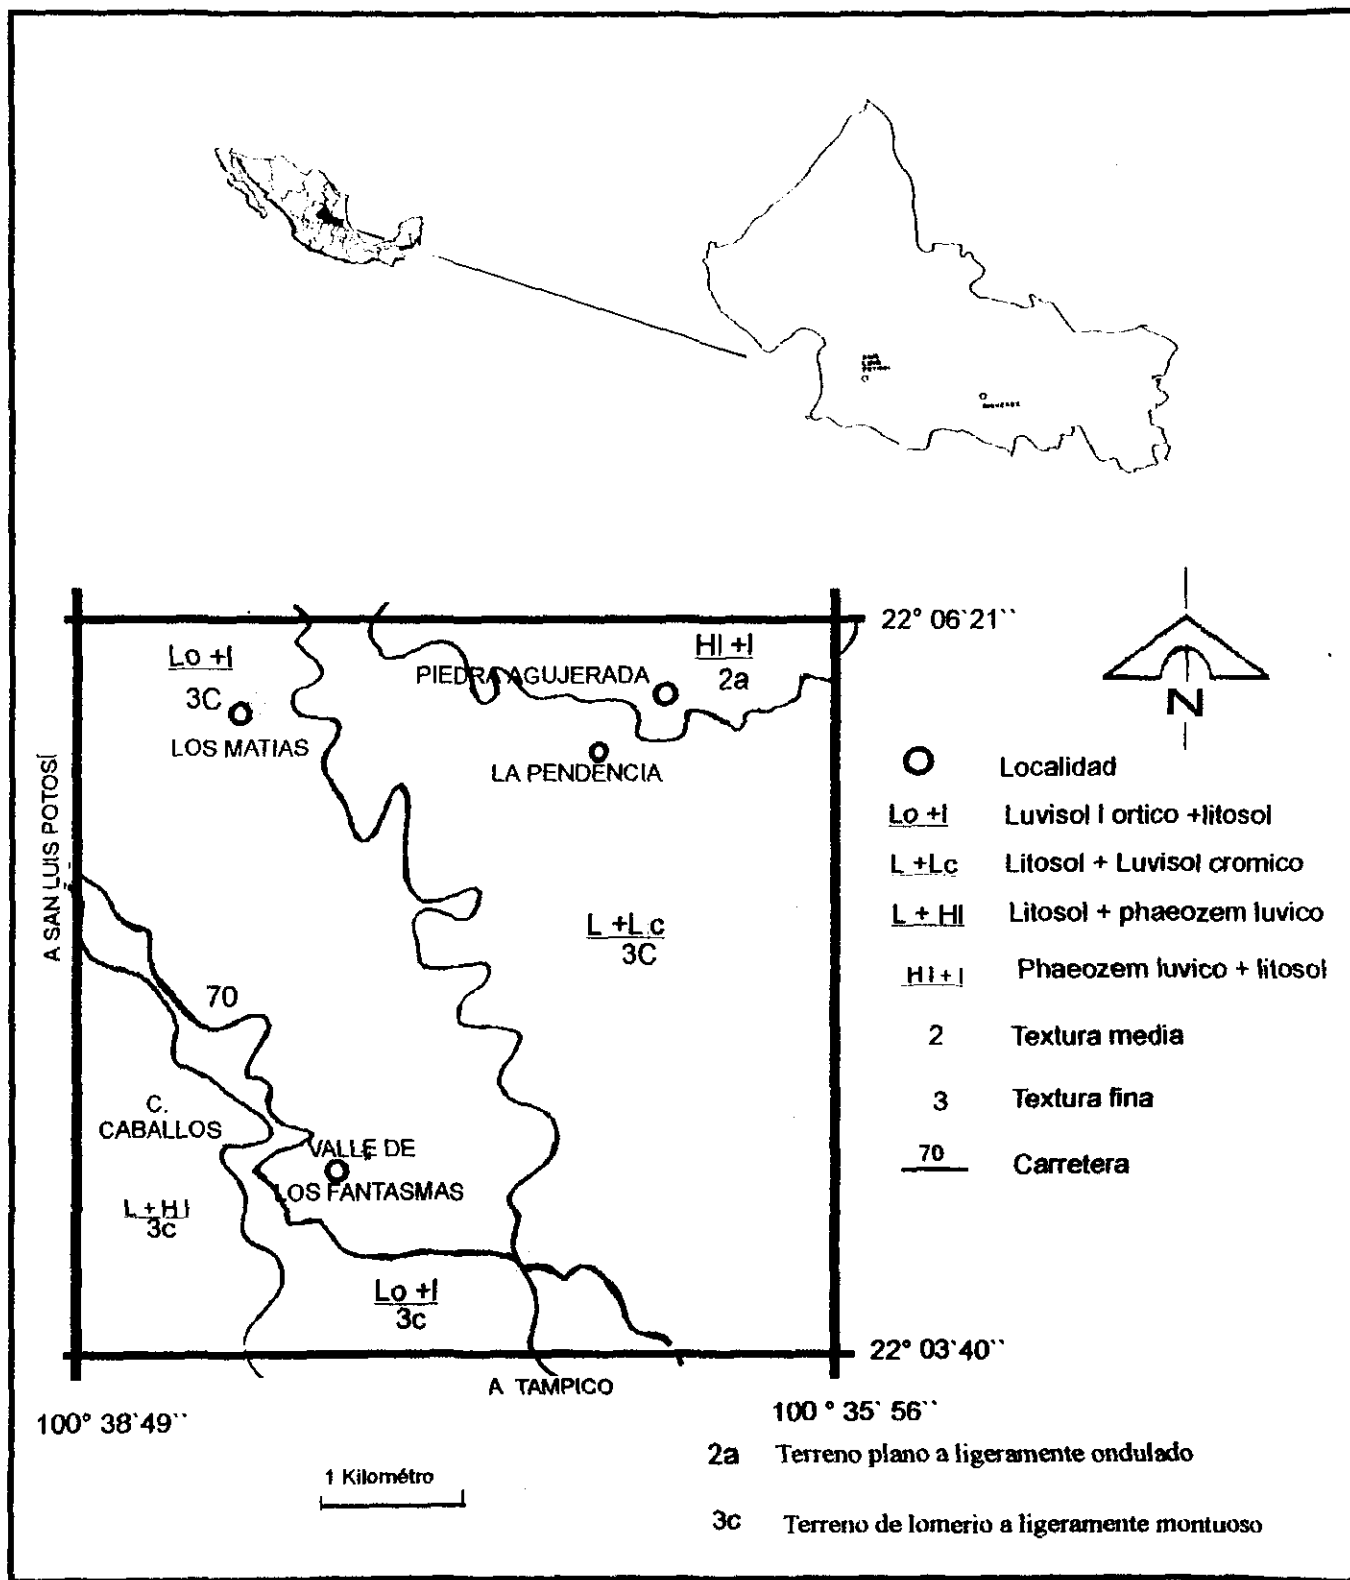 22° 06`21``
Lo +l
3C
Hl +l
2a
PIEDRA AGUJERADA
LOS MATIAS
LA PENDENCIA
A SAN LUIS POTOSÍ
L +Lc
3C
70
C.
CABALLOS
VALLE DE
LOS FANTASMAS
L + H l
3c
Lo +l
3c
22° 03`40``
A TAMPICO
100° 38`49``
100 ° 35` 56``
1 Kilométro
N
Localidad
Lo +l Luvisol l ortico +litosol
L +Lc Litosol + Luvisol cromico
L + Hl Litosol + phaeozem luvico
H l + l Phaeozem luvico + litosol
2 Textura media
3 Textura fina
70 Carretera
2a Terreno plano a ligeramente ondulado
3c Terreno de lomerio a ligeramente montuoso